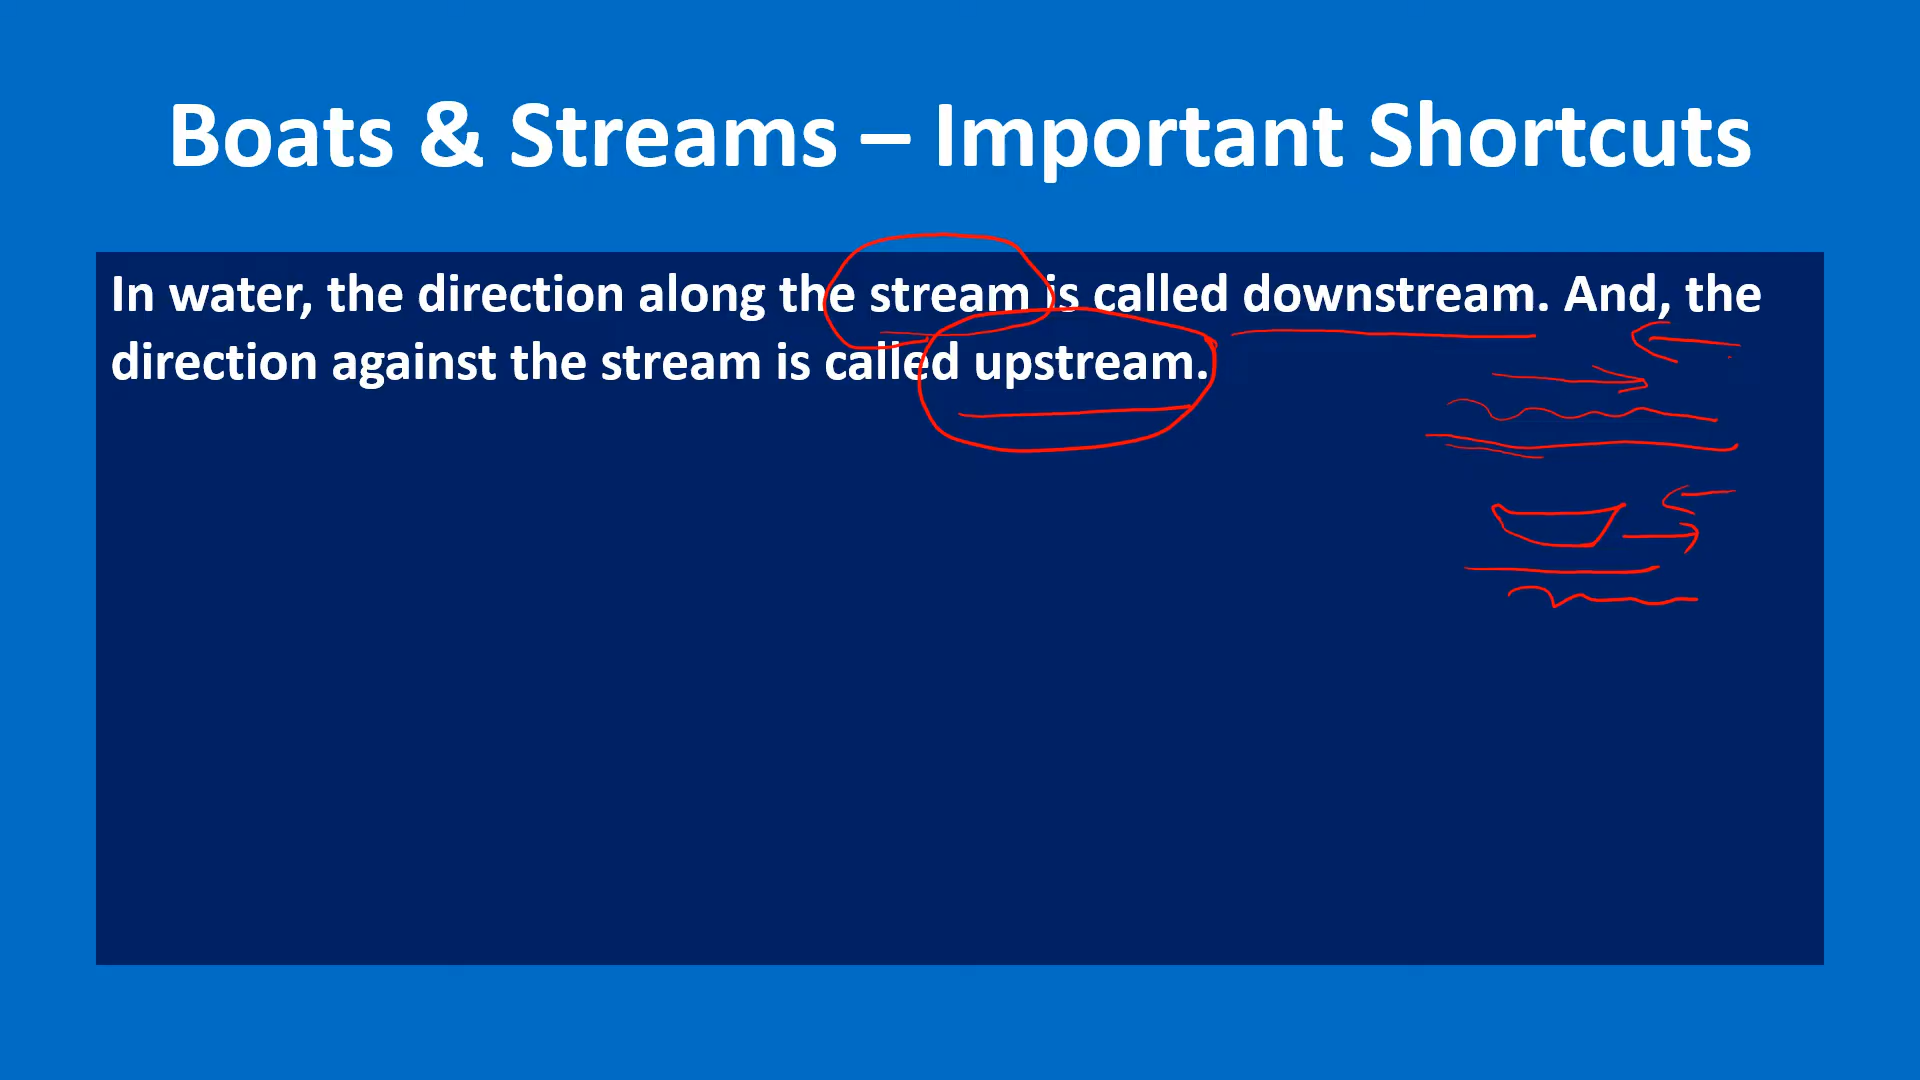 Boats & Streams – Important Shortcuts
In water, the direction along the stream is called downstream. And, the
direction against the stream is called upstream.